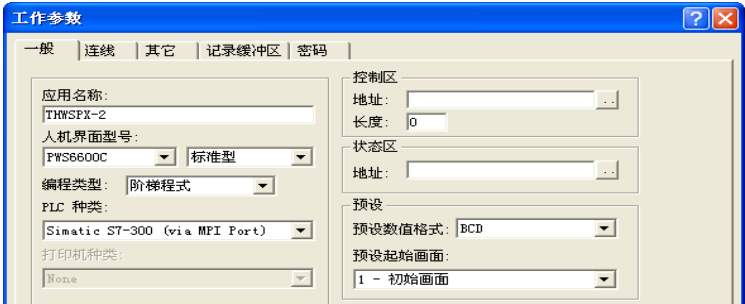 工作参数
一般 连线 其它 记录缓冲区 密码
应用名称:
THWSPX-2
人机界面型号:
PWS6600C 标准型
编程类型: 阶梯程式
PLC 种类:
Simatic S7-300 (via MPI Port)
打印机种类:
None
控制区
地址: ..
长度: 0
状态区
地址: ..
预设
预设数值格式: BCD
预设起始画面:
1 - 初始画面